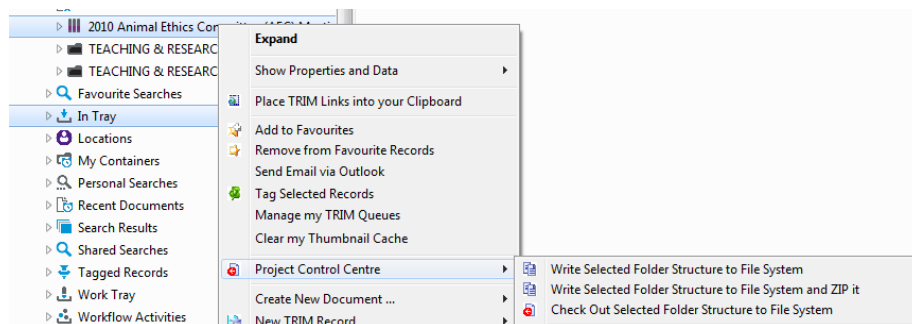 2010 Animal Ethics Committee (AEC) Meeti
TEACHING & RESEARC
TEACHING & RESEARC
Favourite Searches
In Tray
Locations
My Containers
Personal Searches
Recent Documents
Search Results
Shared Searches
Tagged Records
Work Tray
Workflow Activities
Expand
Show Properties and Data
Place TRIM Links into your Clipboard
Add to Favourites
Remove from Favourite Records
Send Email via Outlook
Tag Selected Records
Manage my TRIM Queues
Clear my Thumbnail Cache
Project Control Centre
Create New Document ...
New TRIM Record
Write Selected Folder Structure to File System
Write Selected Folder Structure to File System and ZIP it
Check Out Selected Folder Structure to File System